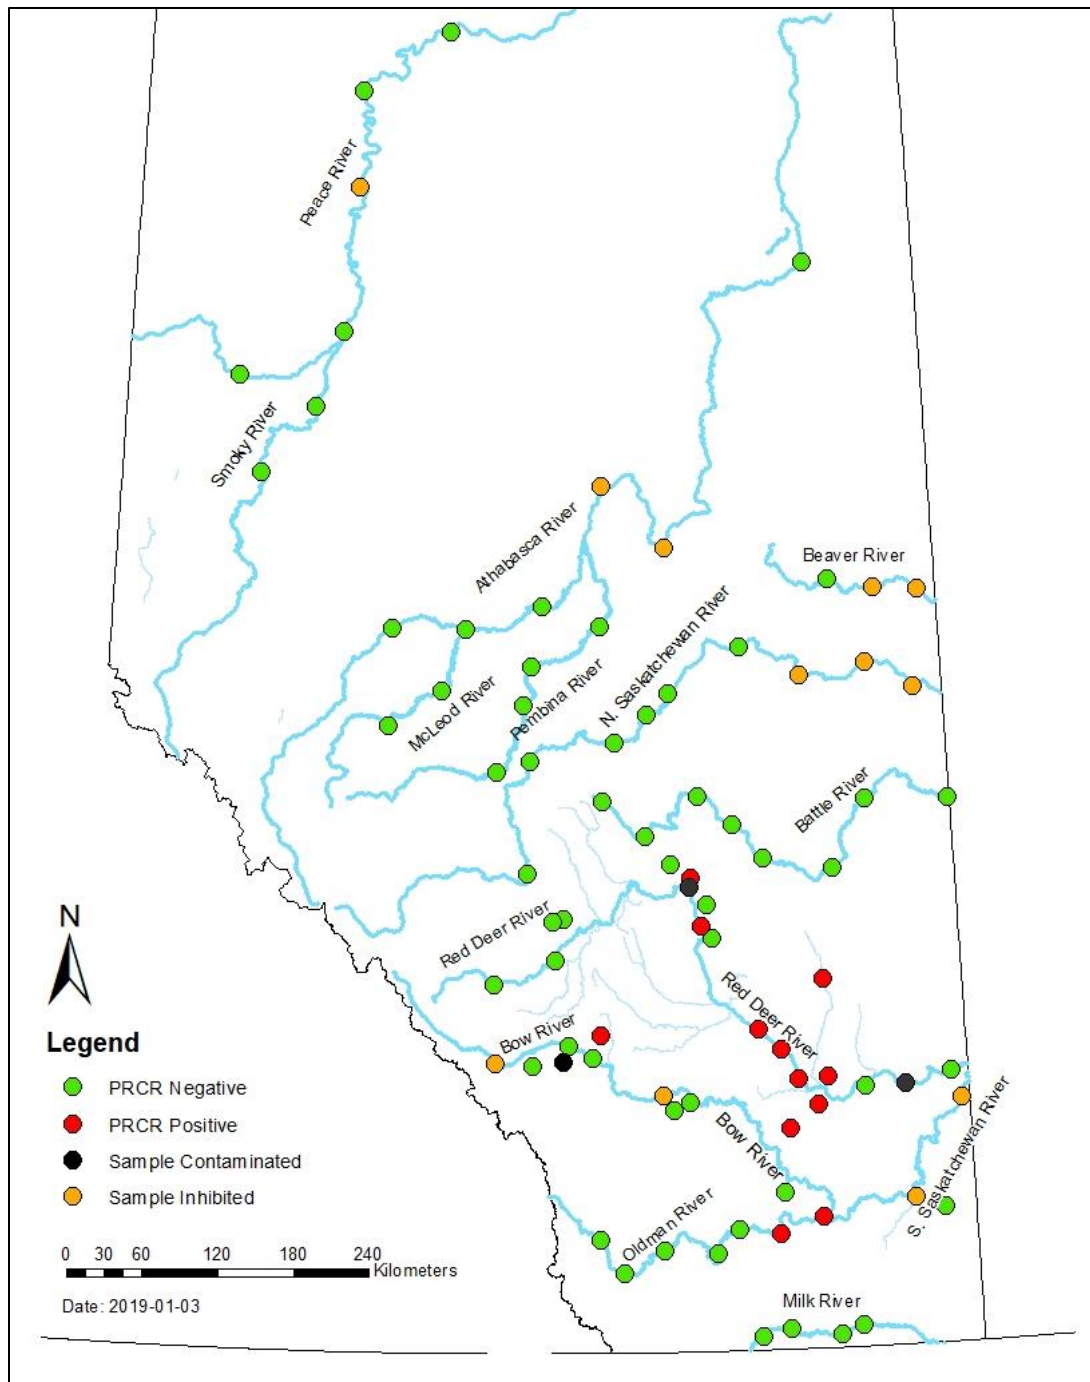 Peace River
Smoky River
Athabasca River
Beaver River
N. Saskatchewan River
McLeod River
Pembina River
Battle River
Red Deer River
Red Deer River
Bow River
Bow River
S. Saskatchewan River
Oldman River
Milk River
N
Legend
PRCR Negative
PRCR Positive
Sample Contaminated
Sample Inhibited
0 30 60 120 180 240
Kilometers
Date: 2019-01-03